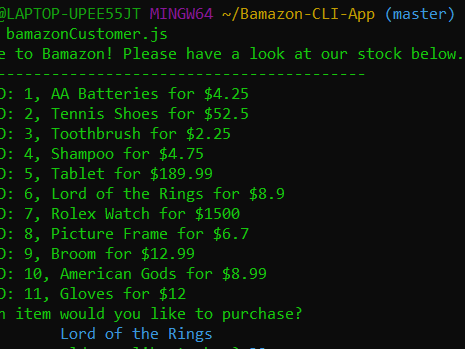 @LAPTOP-UPEE55JT MINGW64 ~/Bamazon-CLI-App (master)
bamazonCustomer.js
e to Bamazon! Please have a look at our stock below.
----------------------------------------
D: 1, AA Batteries for $4.25
D: 2, Tennis Shoes for $52.5
D: 3, Toothbrush for $2.25
D: 4, Shampoo for $4.75
D: 5, Tablet for $189.99
D: 6, Lord of the Rings for $8.9
D: 7, Rolex Watch for $1500
D: 8, Picture Frame for $6.7
D: 9, Broom for $12.99
D: 10, American Gods for $8.99
D: 11, Gloves for $12
h item would you like to purchase?
Lord of the Rings